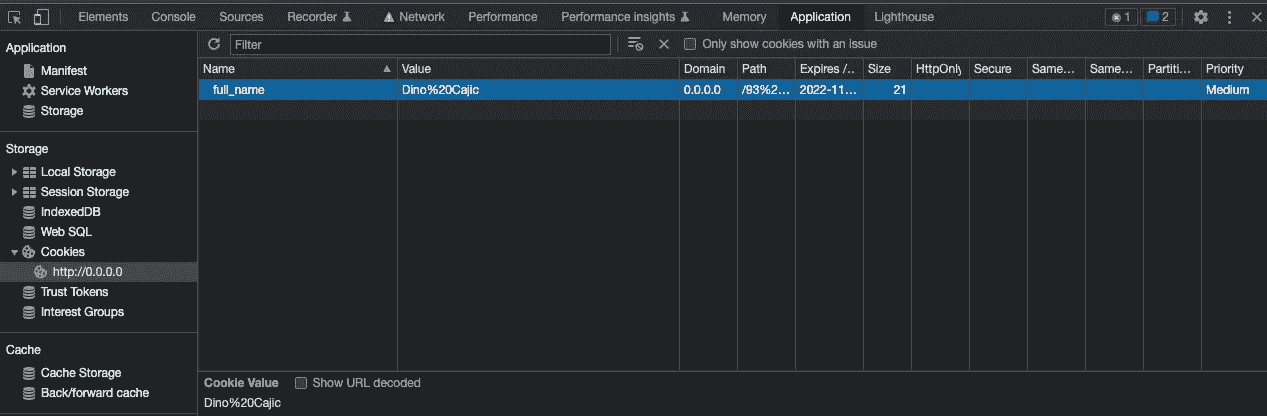 Elements Console Sources Recorder Network Performance Performance insights Memory Application Lighthouse 1 2
Application
Manifest
Service Workers
Storage
Storage
Local Storage
Session Storage
IndexedDB
Web SQL
Cookies
http://0.0.0.0
Trust Tokens
Interest Groups
Cache
Cache Storage
Back/forward cache
Filter Only show cookies with an issue
Name Value Domain Path Expires /... Size HttpOnly Secure Same... Same... Partiti... Priority
full_name Dino%20Cajic 0.0.0.0 /93%2... 2022-11... 21 Medium
Cookie Value Show URL decoded
Dino%20Cajic